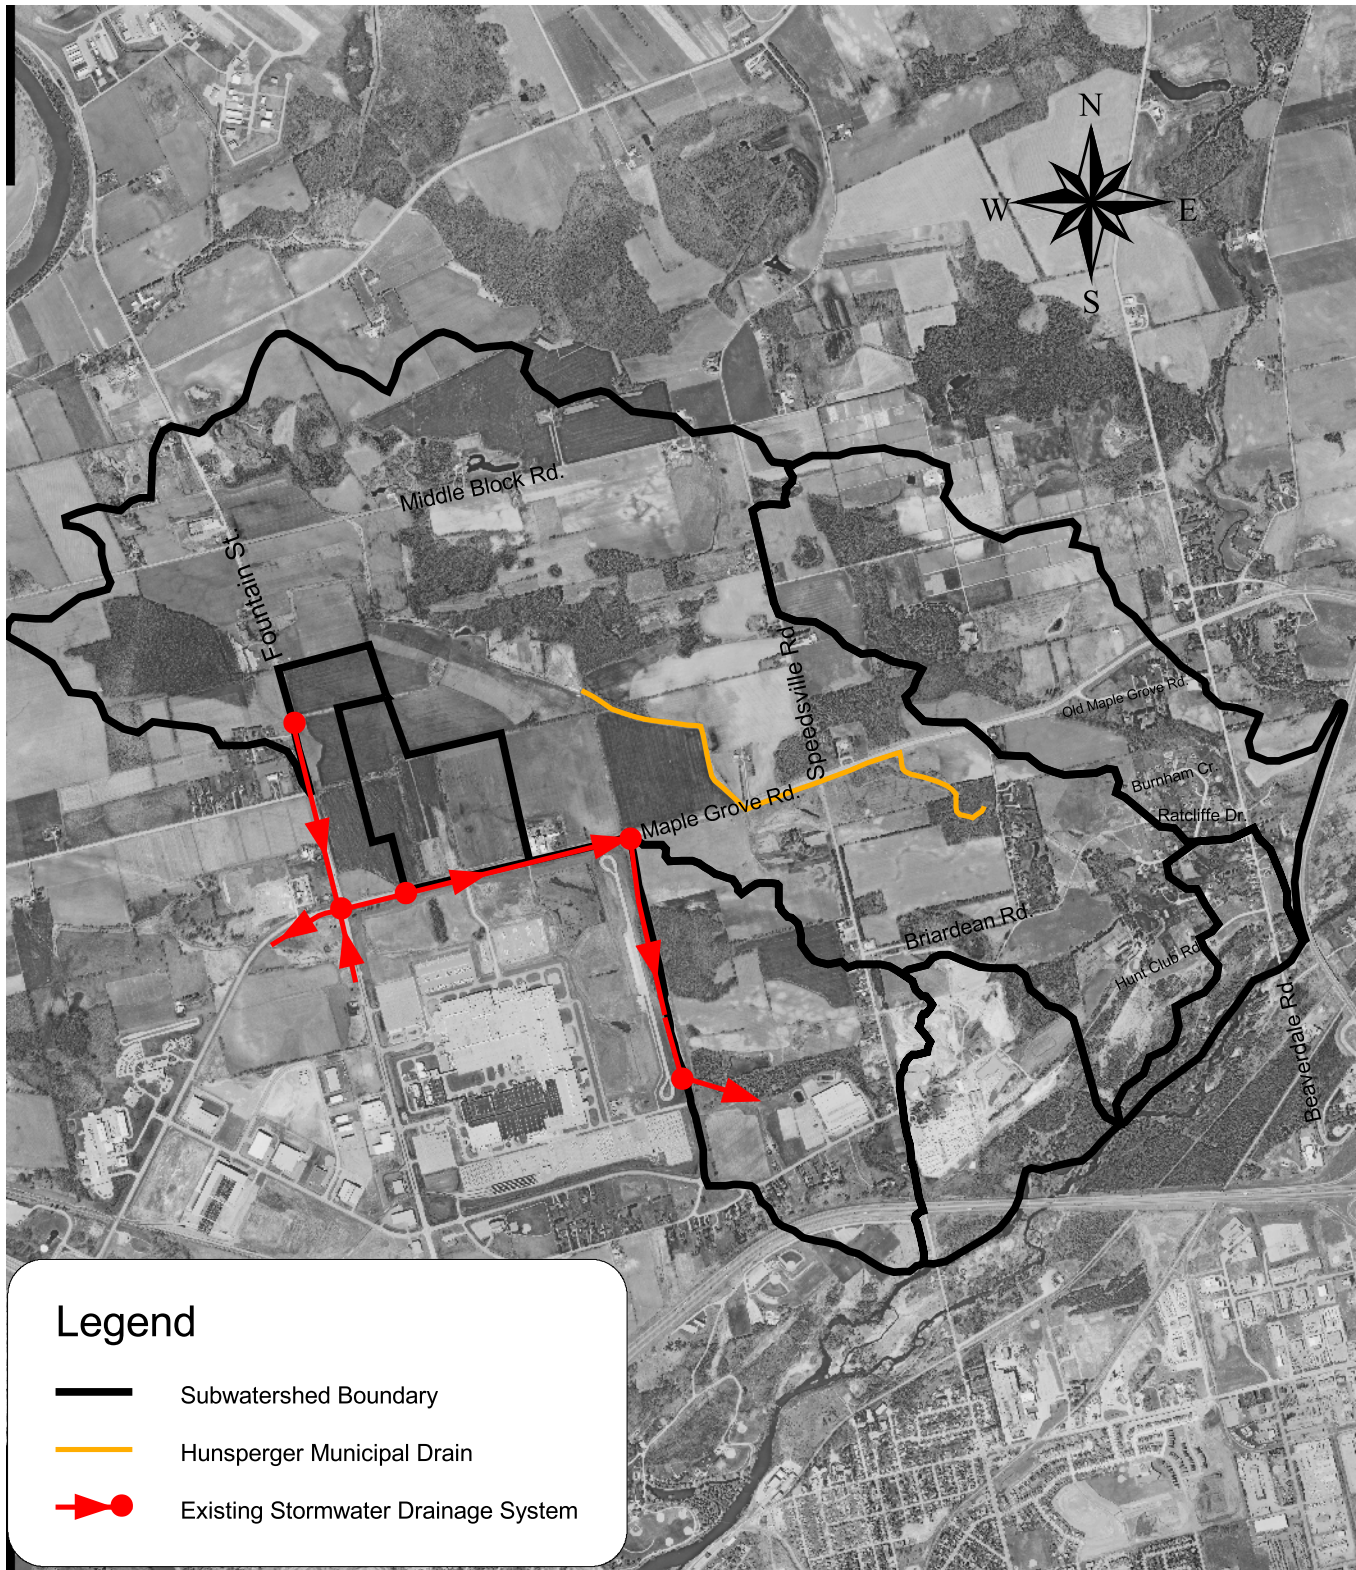 N
W
E
S
Middle Block Rd.
Fountain St.
Speedsville Rd.
Old Maple Grove Rd.
Burnham Cr.
Maple Grove Rd.
Ratcliffe Dr.
Briardean Rd.
Hunt Club Rd.
Beaverdale Rd.
Legend
Subwatershed Boundary
Hunsperger Municipal Drain
Existing Stormwater Drainage System